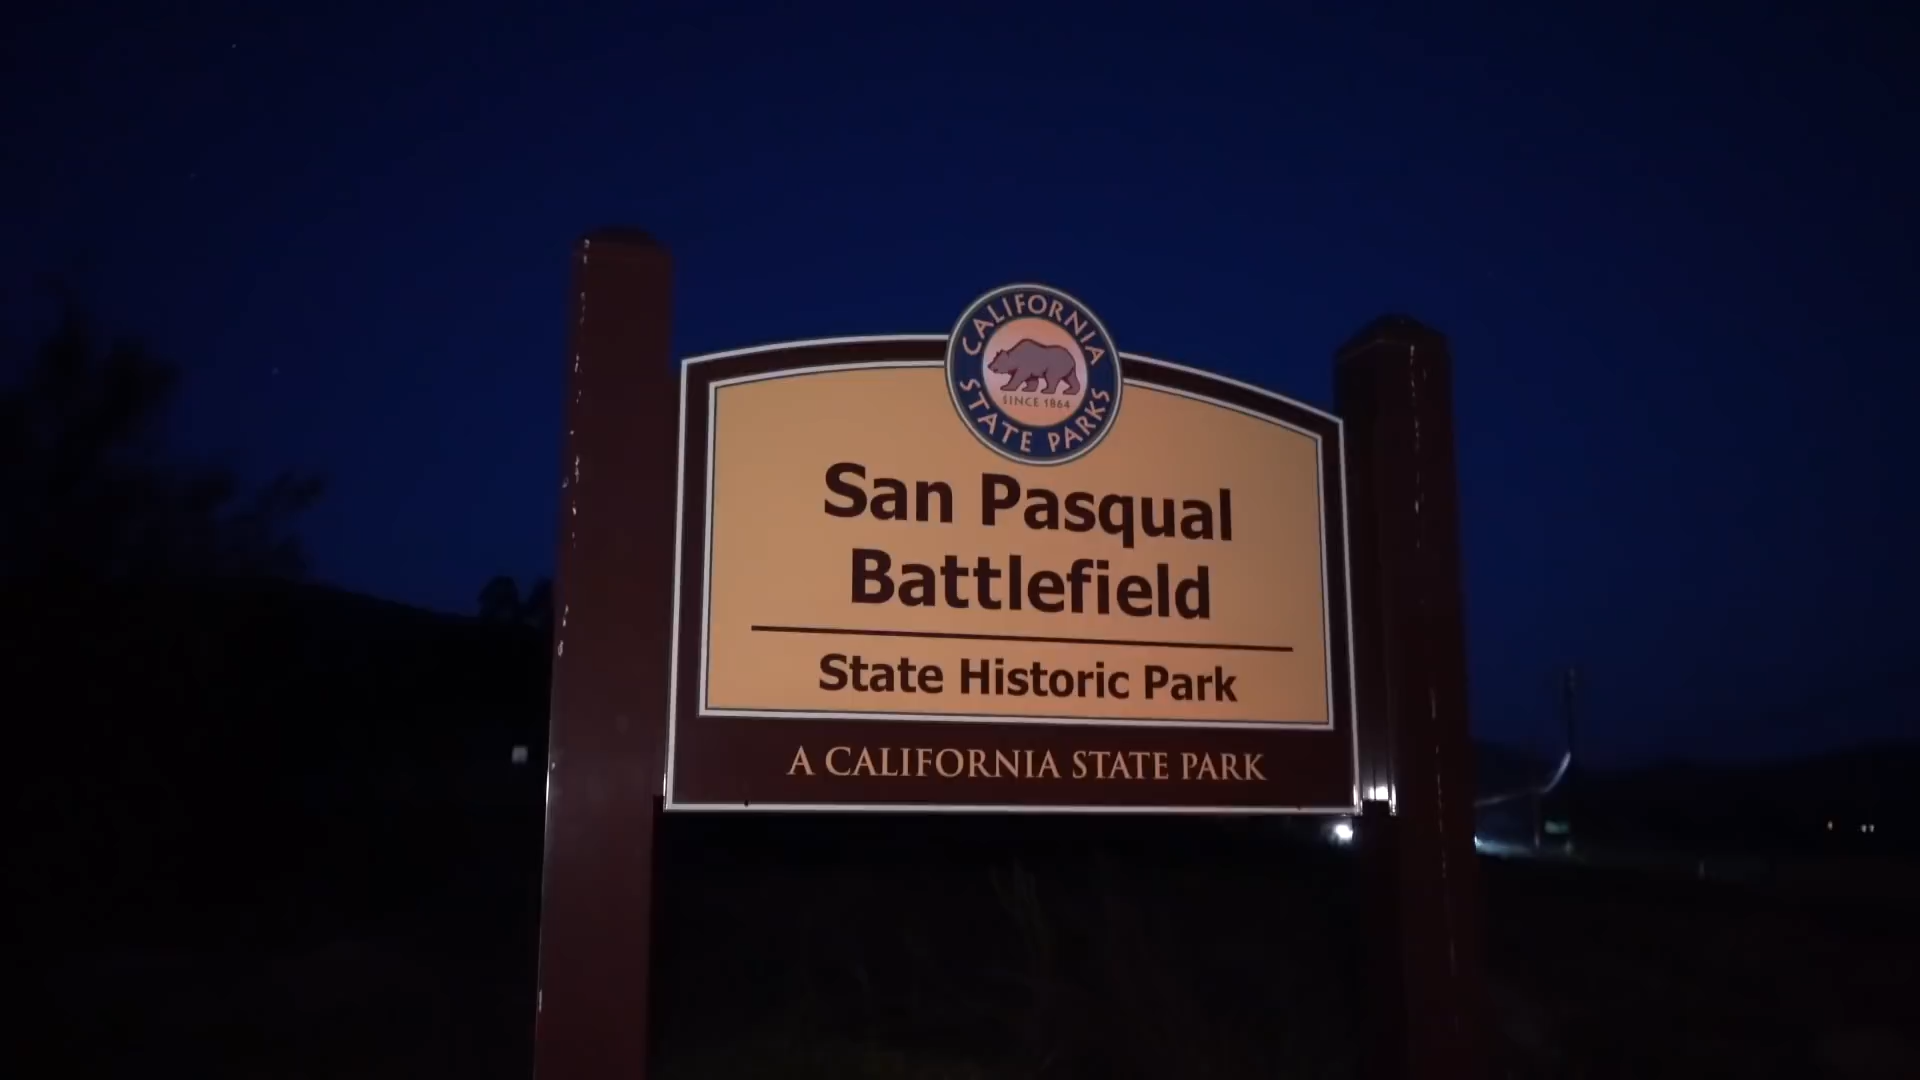 CALIFORNIA
SINCE 1864
STATE PARKS
San Pasqual
Battlefield
State Historic Park
A CALIFORNIA STATE PARK